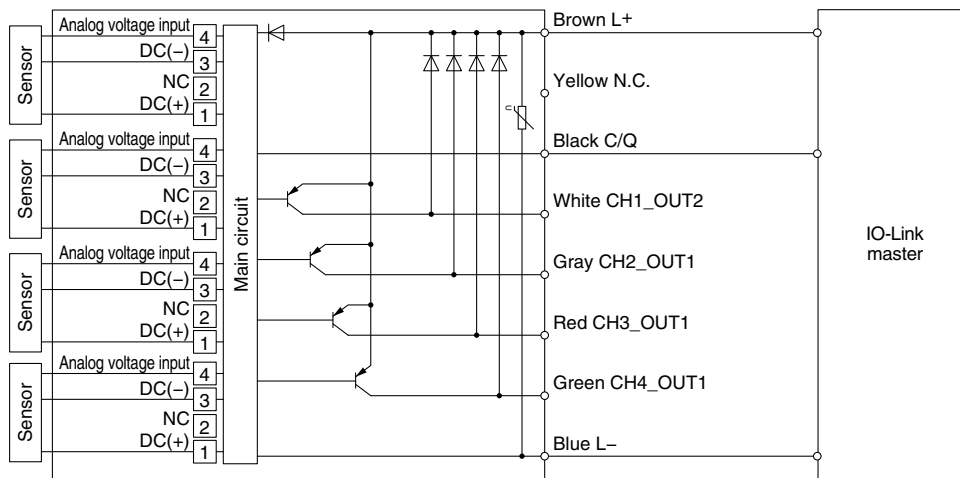 Sensor
Analog voltage input 4
DC(−) 3
NC 2
DC(+) 1
Sensor
Analog voltage input 4
DC(−) 3
NC 2
DC(+) 1
Sensor
Analog voltage input 4
DC(−) 3
NC 2
DC(+) 1
Sensor
Analog voltage input 4
DC(−) 3
NC 2
DC(+) 1
Main circuit
Brown L+
Yellow N.C.
Black C/Q
White CH1_OUT2
Gray CH2_OUT1
Red CH3_OUT1
Green CH4_OUT1
Blue L−
IO-Link
master